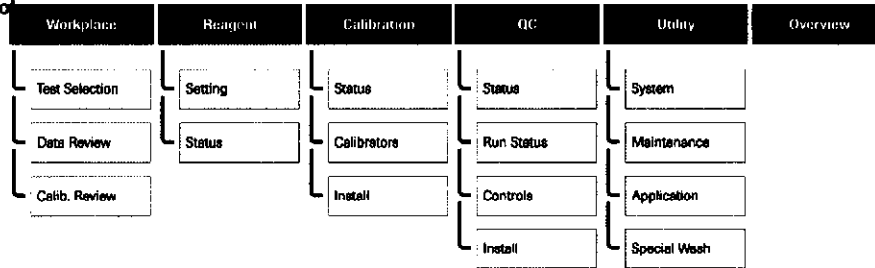 Workplace Reagent Calibration QC Utility Overview
Test Selection Setting Status Status System
Data Review Status Calibrators Run Status Maintenance
Calib. Review Install Controls Application
Install Special Wash